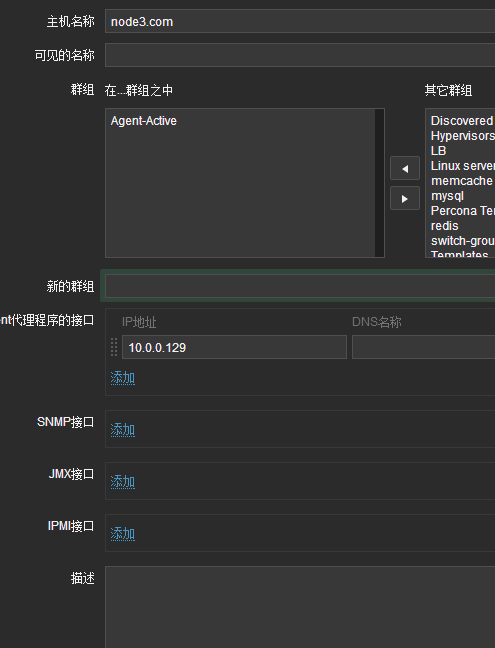 主机名称 node3.com
可见的名称
群组 在...群组之中 其它群组
Agent-Active
Discovered
Hypervisors
LB
Linux server
memcache
mysql
Percona Te
redis
switch-grou
Templates
新的群组
nt代理程序的接口 IP地址 DNS名称
10.0.0.129
添加
SNMP接口
添加
JMX接口
添加
IPMI接口
添加
描述